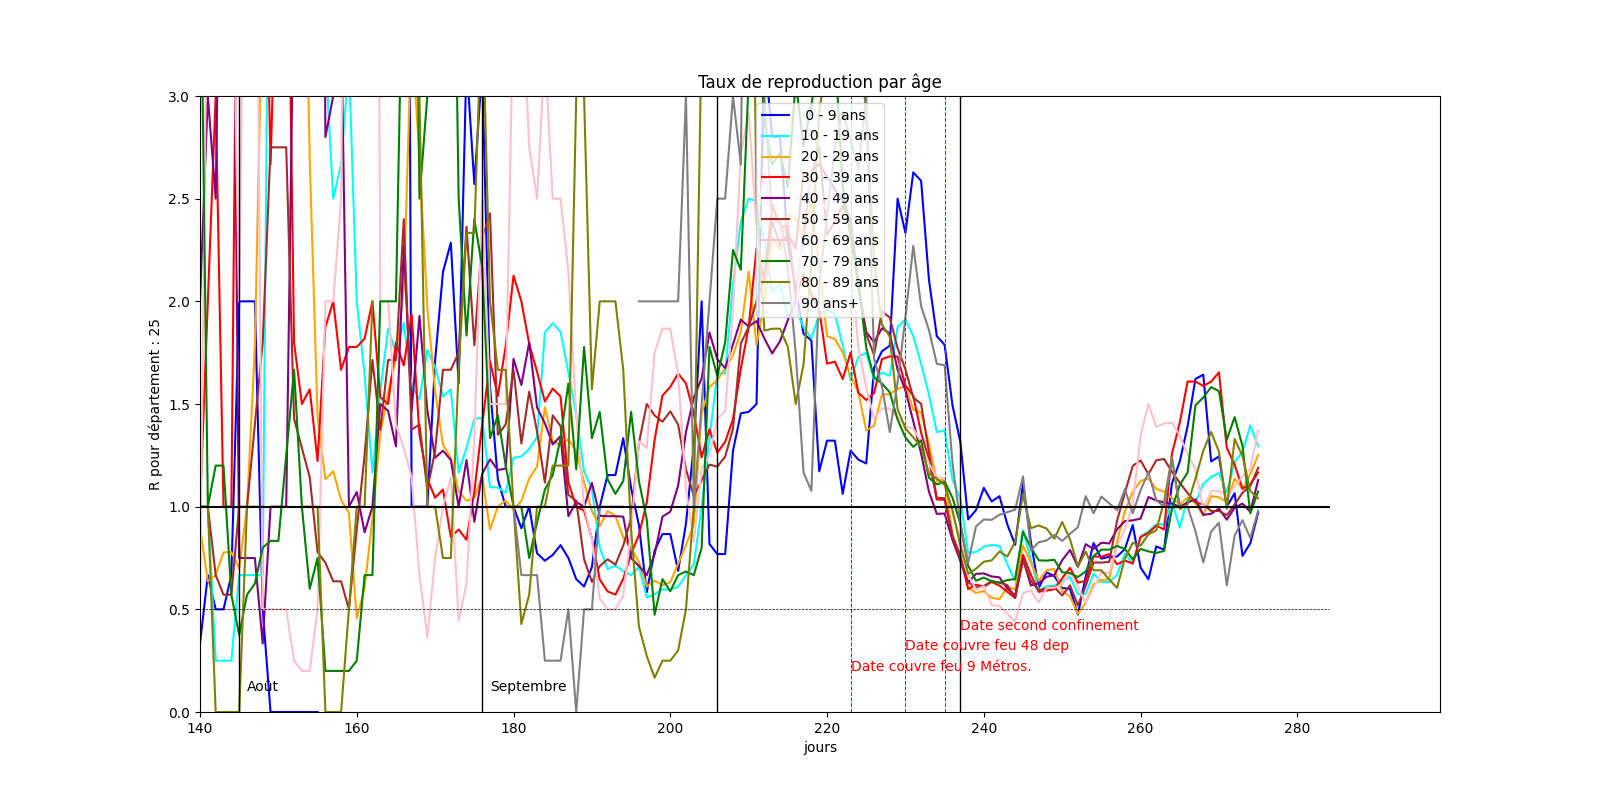 Taux de reproduction par âge
R pour département : 25
3.0
2.5
2.0
1.5
1.0
0.5
0.0
0 - 9 ans
10 - 19 ans
20 - 29 ans
30 - 39 ans
40 - 49 ans
50 - 59 ans
60 - 69 ans
70 - 79 ans
80 - 89 ans
90 ans+
Date second confinement
Date couvre feu 48 dep
Date couvre feu 9 Métros.
Août
Septembre
140
160
180
200
220
240
260
280
jours